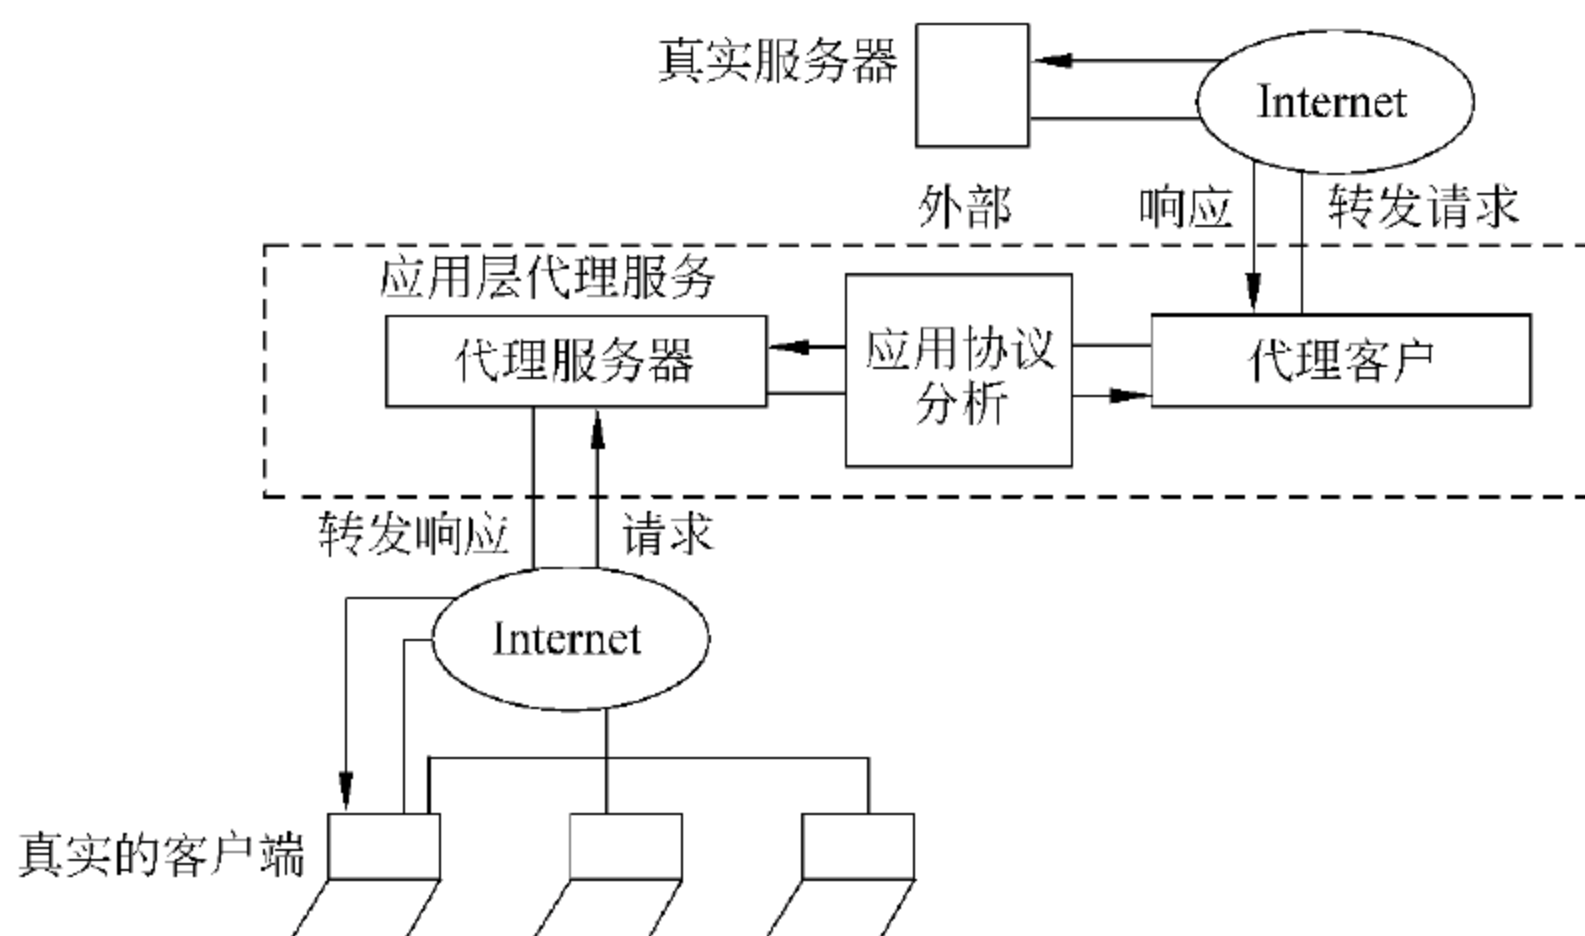 真实服务器
Internet
外部
响应
转发请求
应用层代理服务
代理服务器
应用协议
分析
代理客户
转发响应
请求
Internet
真实的客户端